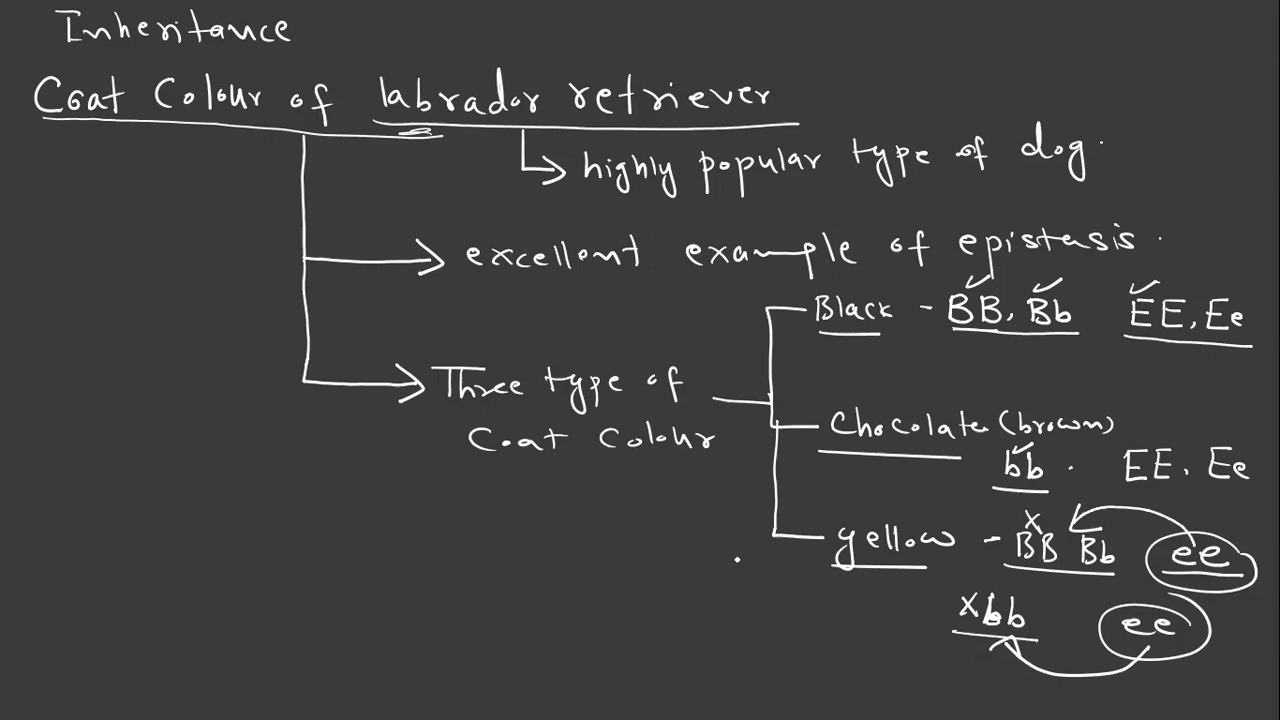 Inheritance
Coat Colour of labrador retriever
highly popular type of dog.
excellent example of epistasis.
Black - BB, Bb EE, Ee
Three type of
Coat Colour
Chocolate (brown)
bb. EE, Ee
yellow - BB Bb ee
bb ee